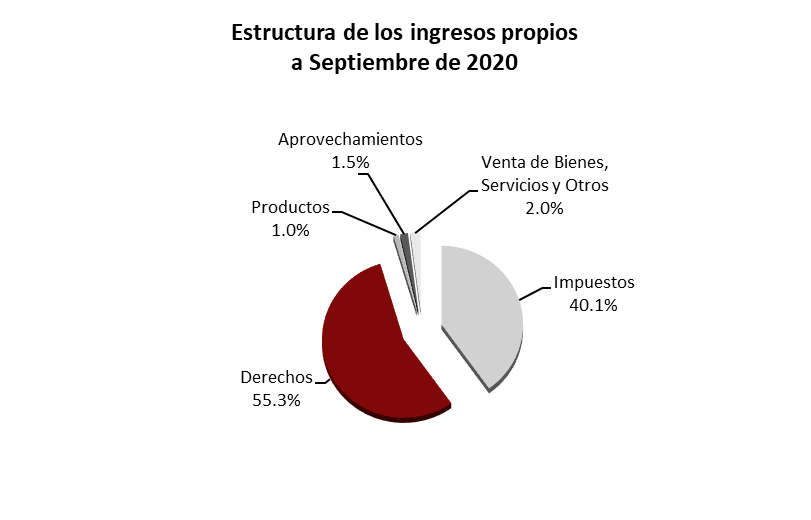 Estructura de los ingresos propios
a Septiembre de 2020
Aprovechamientos
1.5%
Venta de Bienes,
Servicios y Otros
2.0%
Productos
1.0%
Impuestos
40.1%
Derechos
55.3%